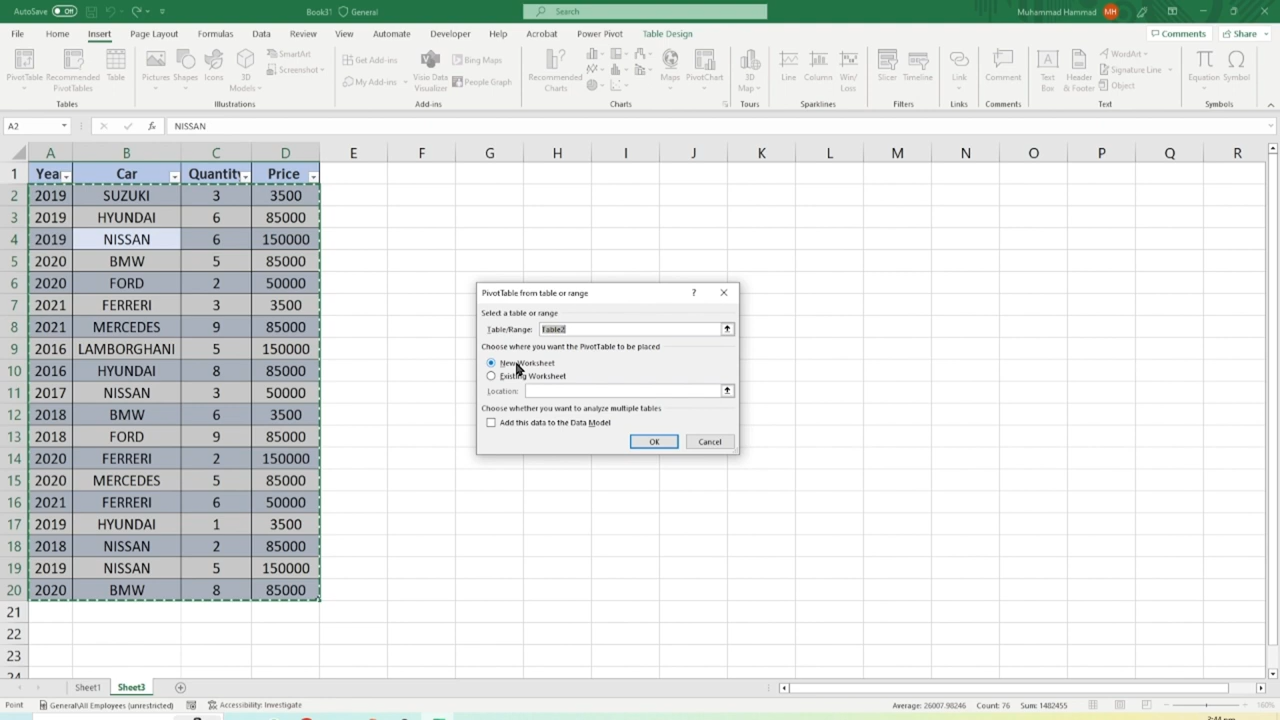 AutoSave Off
Book31
General
Search
Muhammad Hammad MH
File Home Insert Page Layout Formulas Data Review View Automate Developer Help Acrobat Power Pivot Table Design
Comments Share
PivotTable Recommended PivotTables Table
Tables
Pictures Shapes Icons 3D Models SmartArt Screenshot
Illustrations
Get Add-ins My Add-ins Visio Data Visualizer Bing Maps People Graph
Add-ins
Recommended Charts Maps PivotChart
Charts
3D Map
Tours
Line Column Win/Loss
Sparklines
Slicer Timeline
Filters
Link
Links
Comment
Comments
Text Box Header & Footer WordArt Signature Line Object
Text
Equation Symbol
Symbols
A2 fx NISSAN
A B C D E F G H I J K L M N O P Q R
1 Yea Car Quantity Price
2 2019 SUZUKI 3 3500
3 2019 HYUNDAI 6 85000
4 2019 NISSAN 6 150000
5 2020 BMW 5 85000
6 2020 FORD 2 50000
7 2021 FERRERI 3 3500
8 2021 MERCEDES 9 85000
9 2016 LAMBORGHANI 5 150000
10 2016 HYUNDAI 8 85000
11 2017 NISSAN 3 50000
12 2018 BMW 6 3500
13 2018 FORD 9 85000
14 2020 FERRERI 2 150000
15 2020 MERCEDES 5 85000
16 2021 FERRERI 6 50000
17 2019 HYUNDAI 1 3500
18 2018 NISSAN 2 85000
19 2019 NISSAN 5 150000
20 2020 BMW 8 85000
21
22
23
24
PivotTable from table or range ?
Select a table or range
Table/Range: Table2
Choose where you want the PivotTable to be placed
New Worksheet
Existing Worksheet
Location:
Choose whether you want to analyze multiple tables
Add this data to the Data Model
OK Cancel
Sheet1 Sheet3
Point General\All Employees (unrestricted) Accessibility: Investigate
Average: 26007.98246 Count: 76 Sum: 1482455
160%